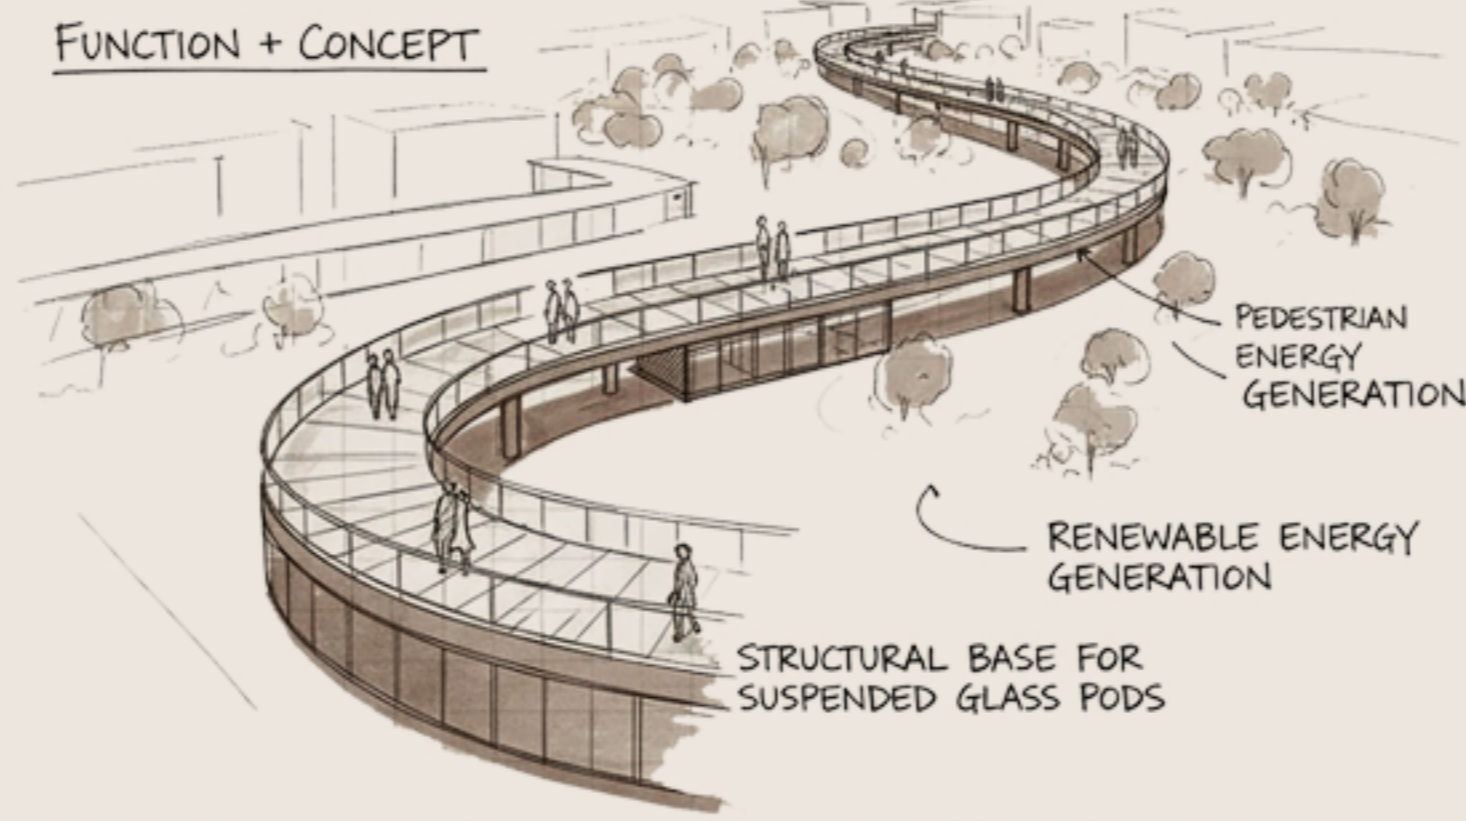 FUNCTION + CONCEPT
PEDESTRIAN
ENERGY
GENERATION
RENEWABLE ENERGY
GENERATION
STRUCTURAL BASE FOR
SUSPENDED GLASS PODS